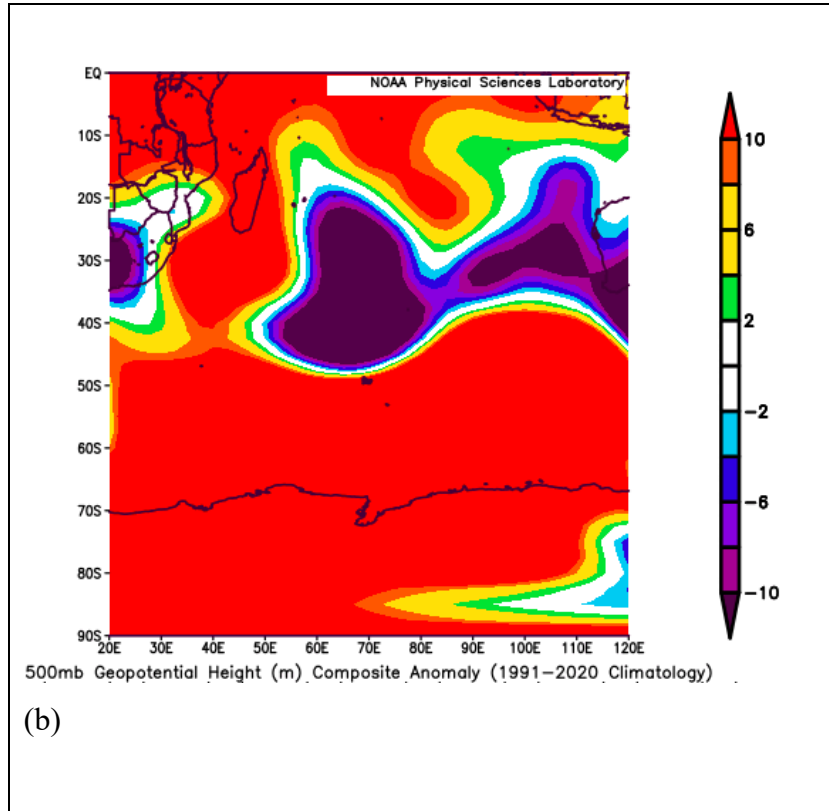 NOAA Physical Sciences Laboratory
EQ
10S
20S
30S
40S
50S
60S
70S
80S
90S
20E 30E 40E 50E 60E 70E 80E 90E 100E 110E 120E
10
6
2
-2
-6
-10
500mb Geopotential Height (m) Composite Anomaly (1991-2020 Climatology)
(b)